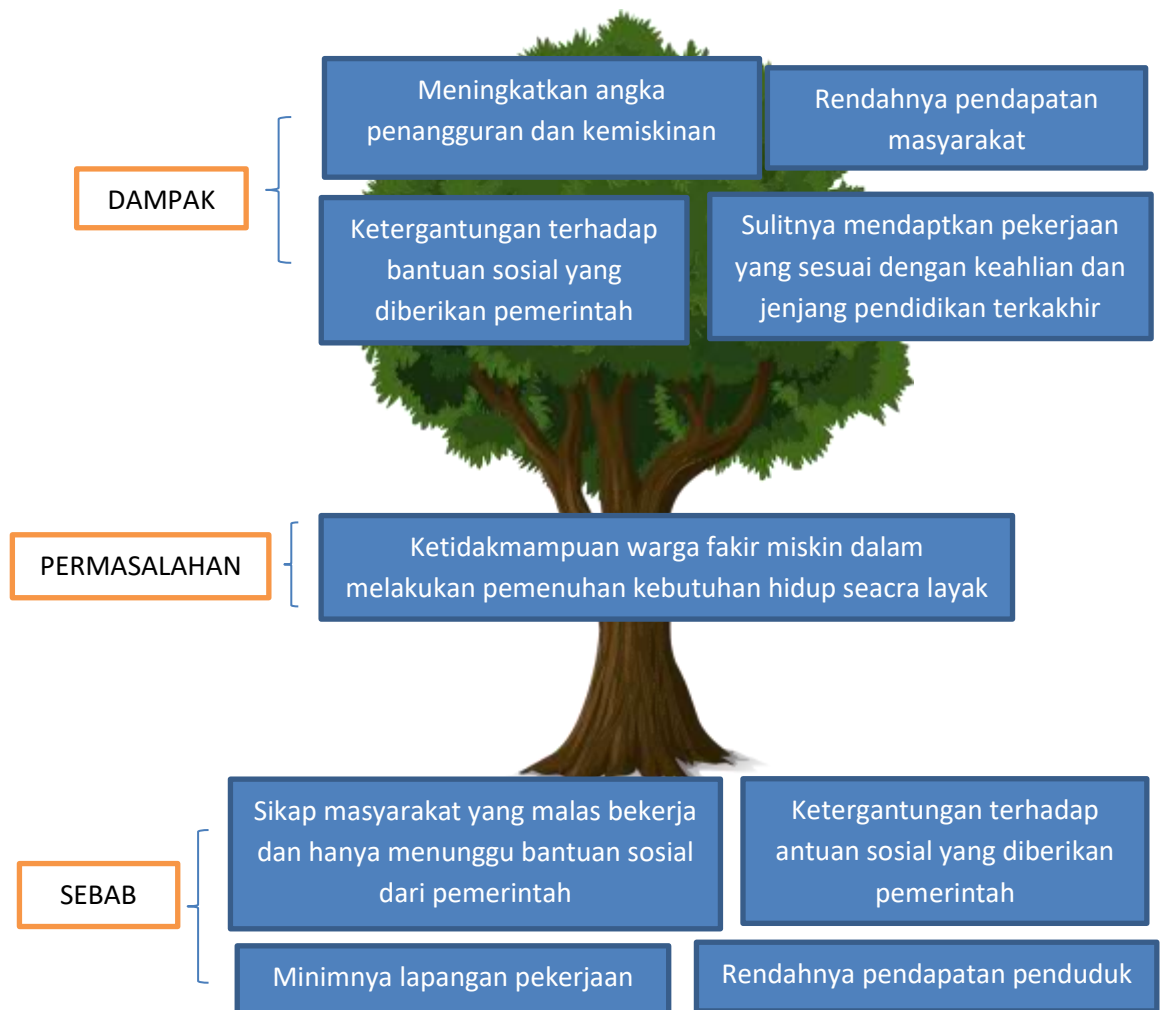 Meningkatkan angka
penangguran dan kemiskinan
Rendahnya pendapatan
masyarakat
DAMPAK
Ketergantungan terhadap
bantuan sosial yang
diberikan pemerintah
Sulitnya mendaptkan pekerjaan
yang sesuai dengan keahlian dan
jenjang pendidikan terkakhir
PERMASALAHAN
Ketidakmampuan warga fakir miskin dalam
melakukan pemenuhan kebutuhan hidup seacra layak
SEBAB
Sikap masyarakat yang malas bekerja
dan hanya menunggu bantuan sosial
dari pemerintah
Ketergantungan terhadap
antuan sosial yang diberikan
pemerintah
Minimnya lapangan pekerjaan
Rendahnya pendapatan penduduk